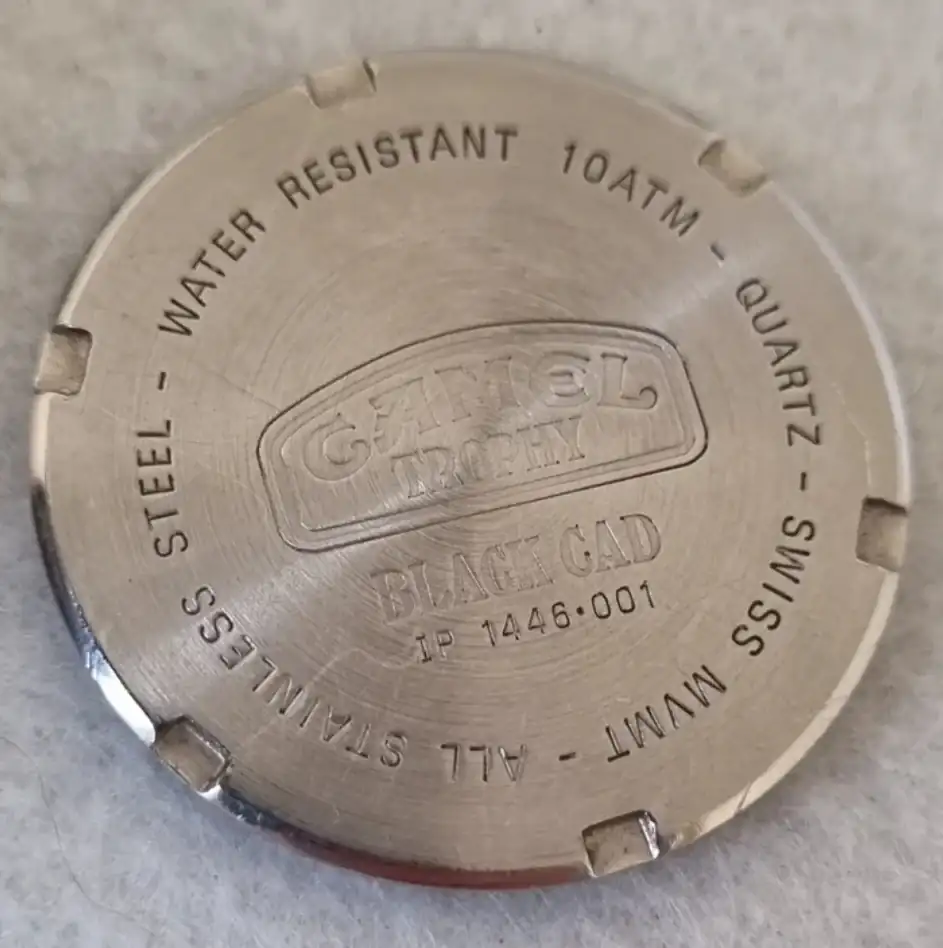 WATER RESISTANT 10ATM - QUARTZ - SWISS MVMT - ALL STAINLESS STEEL -
CAMEL
TROPHY
BLACK CAD
IP 1446•001